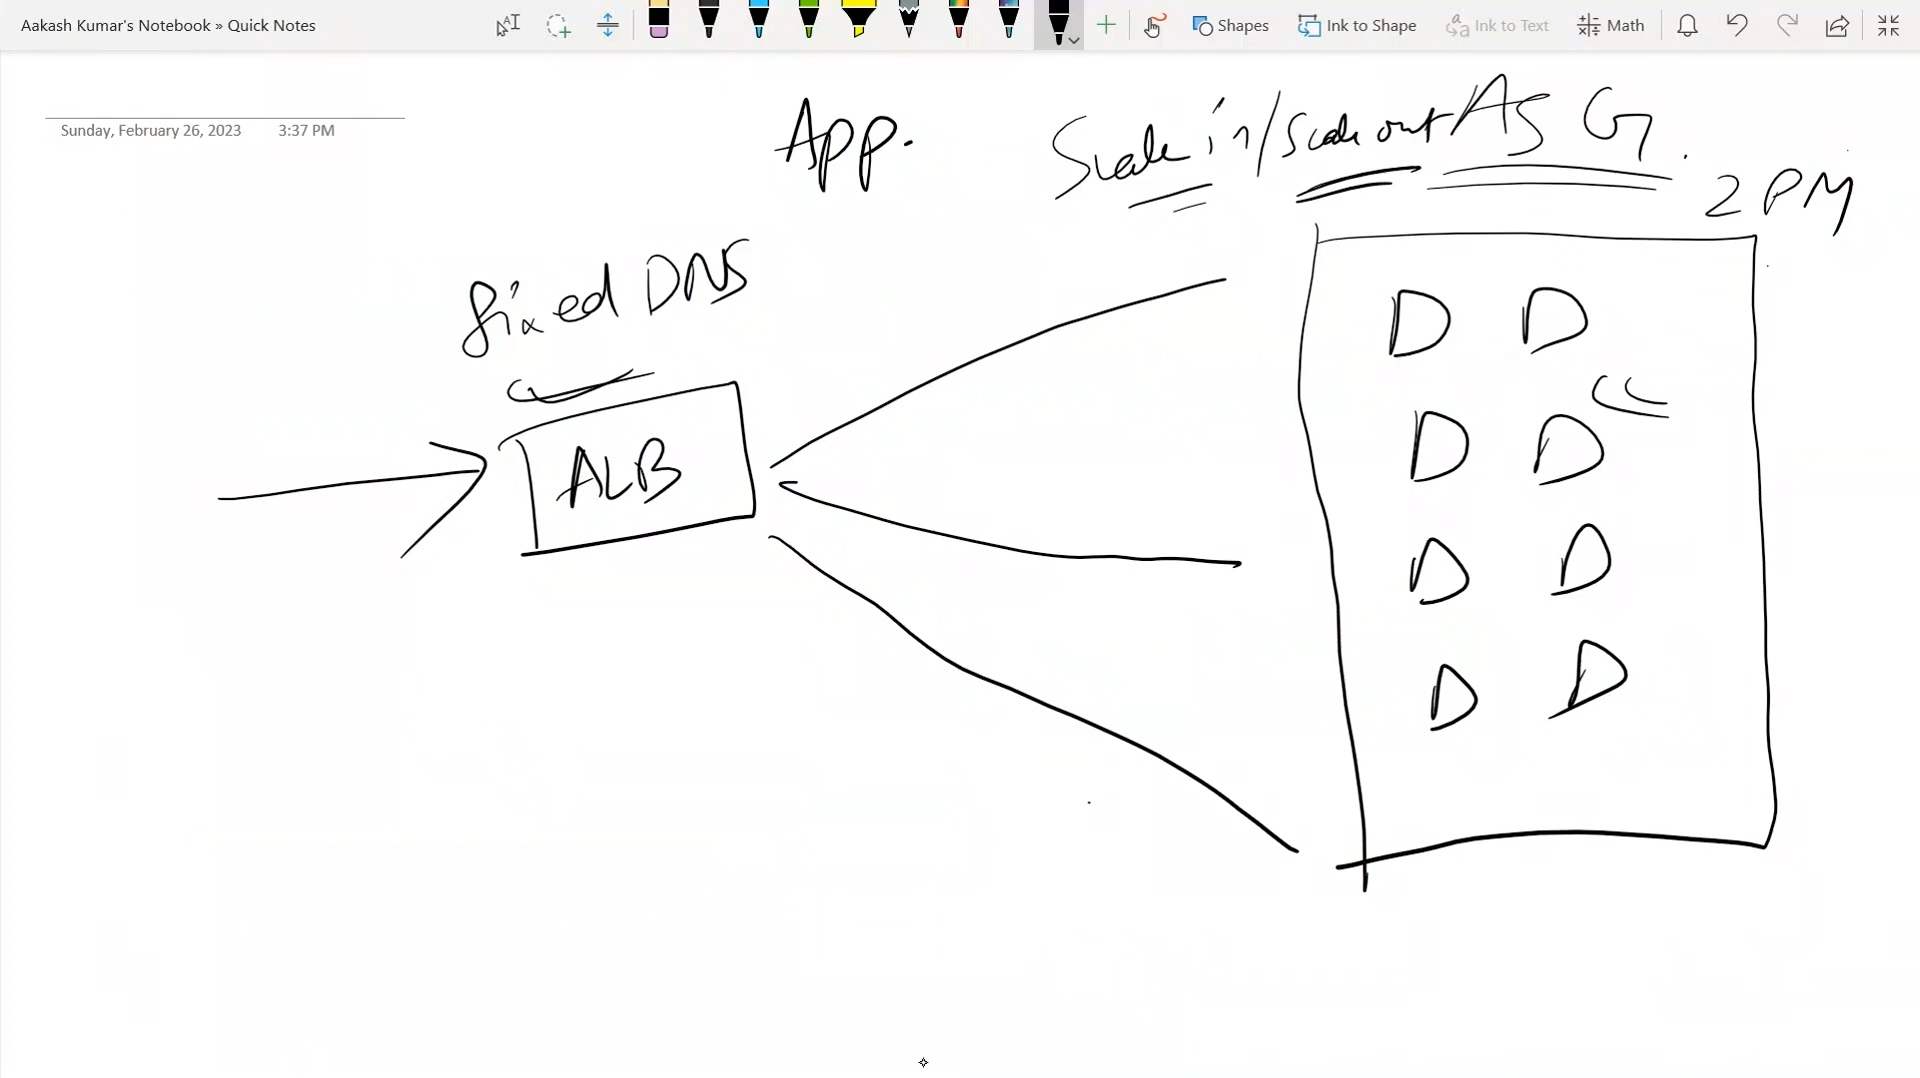 Aakash Kumar's Notebook » Quick Notes
Shapes
Ink to Shape
Ink to Text
Math
Sunday, February 26, 2023 3:37 PM
App.
Scale in/Scale out ASG
2 PM
fixed DNS
ALB
D D
D D
D D
D D